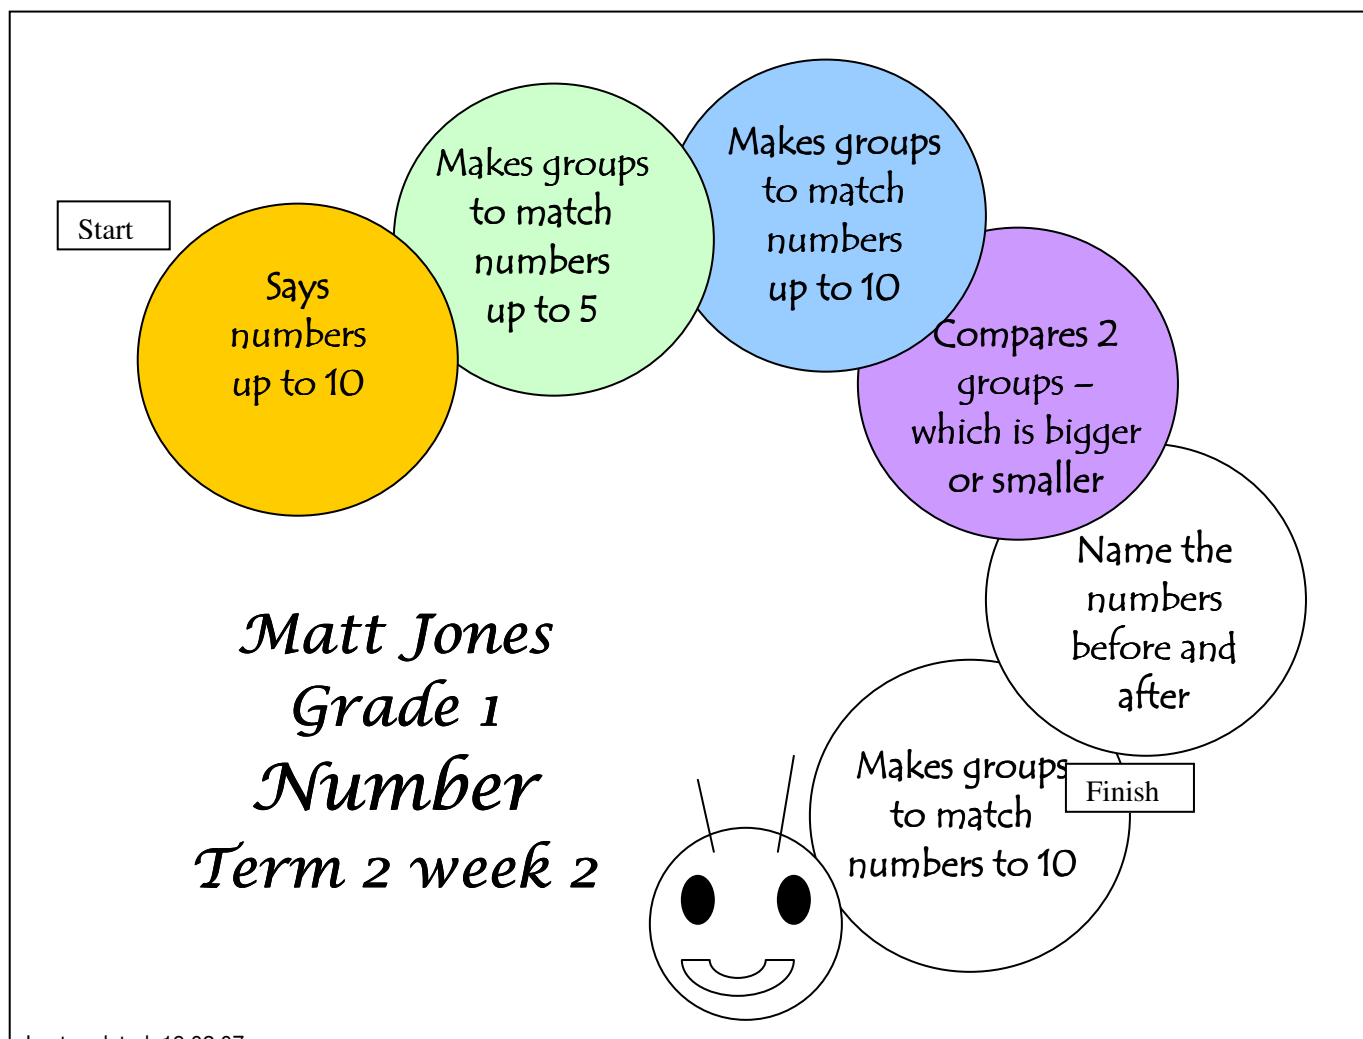 Start
Says
numbers
up to 10
Makes groups
to match
numbers
up to 5
Makes groups
to match
numbers
up to 10
Compares 2
groups –
which is bigger
or smaller
Name the
numbers
before and
after
Makes groups
to match
numbers to 10
Finish
Matt Jones
Grade 1
Number
Term 2 week 2